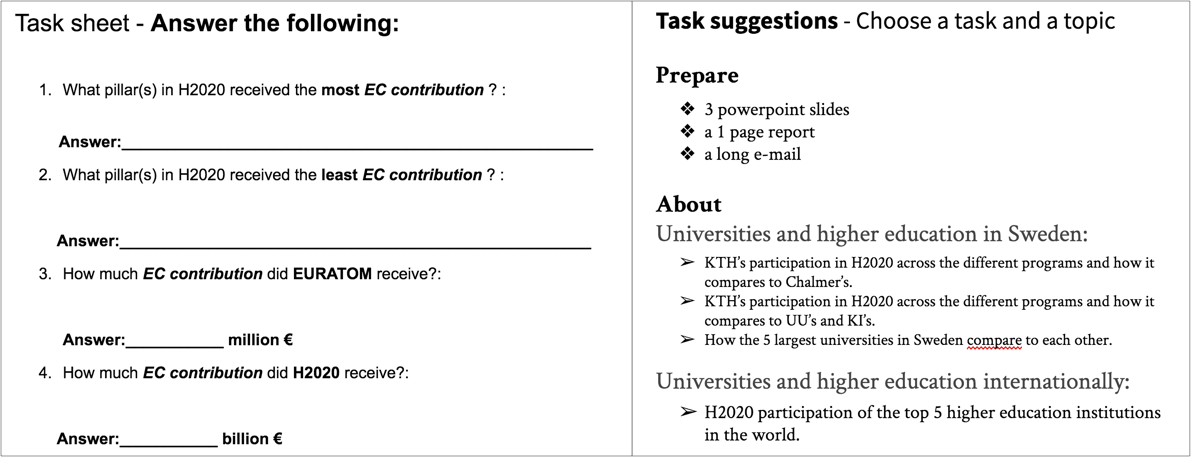 Task sheet - Answer the following:
1. What pillar(s) in H2020 received the most EC contribution ? :
Answer:
2. What pillar(s) in H2020 received the least EC contribution ? :
Answer:
3. How much EC contribution did EURATOM receive?:
Answer:___________ million €
4. How much EC contribution did H2020 receive?:
Answer:___________ billion €
Task suggestions - Choose a task and a topic
Prepare
❖ 3 powerpoint slides
❖ a 1 page report
❖ a long e-mail
About
Universities and higher education in Sweden:
➢ KTH's participation in H2020 across the different programs and how it
compares to Chalmer's.
➢ KTH's participation in H2020 across the different programs and how it
compares to UU's and KI's.
➢ How the 5 largest universities in Sweden compare to each other.
Universities and higher education internationally:
➢ H2020 participation of the top 5 higher education institutions
in the world.